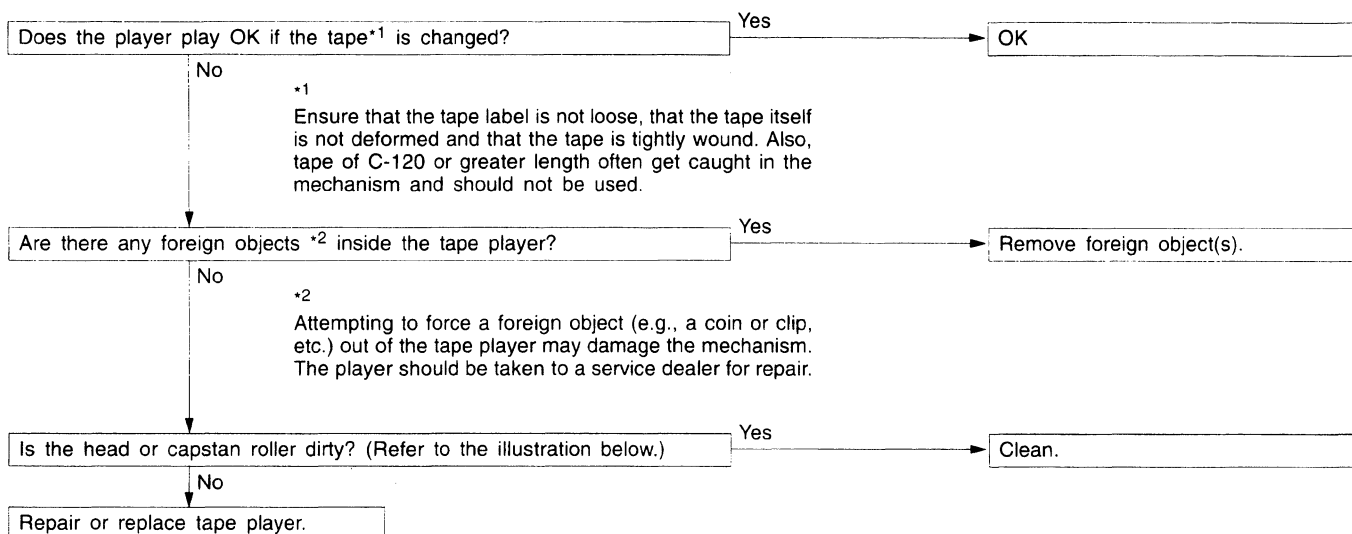 Does the player play OK if the tape*1 is changed?
Yes
OK
No
*1
Ensure that the tape label is not loose, that the tape itself
is not deformed and that the tape is tightly wound. Also,
tape of C-120 or greater length often get caught in the
mechanism and should not be used.
Are there any foreign objects *2 inside the tape player?
Yes
Remove foreign object(s).
No
*2
Attempting to force a foreign object (e.g., a coin or clip,
etc.) out of the tape player may damage the mechanism.
The player should be taken to a service dealer for repair.
Is the head or capstan roller dirty? (Refer to the illustration below.)
Yes
Clean.
No
Repair or replace tape player.